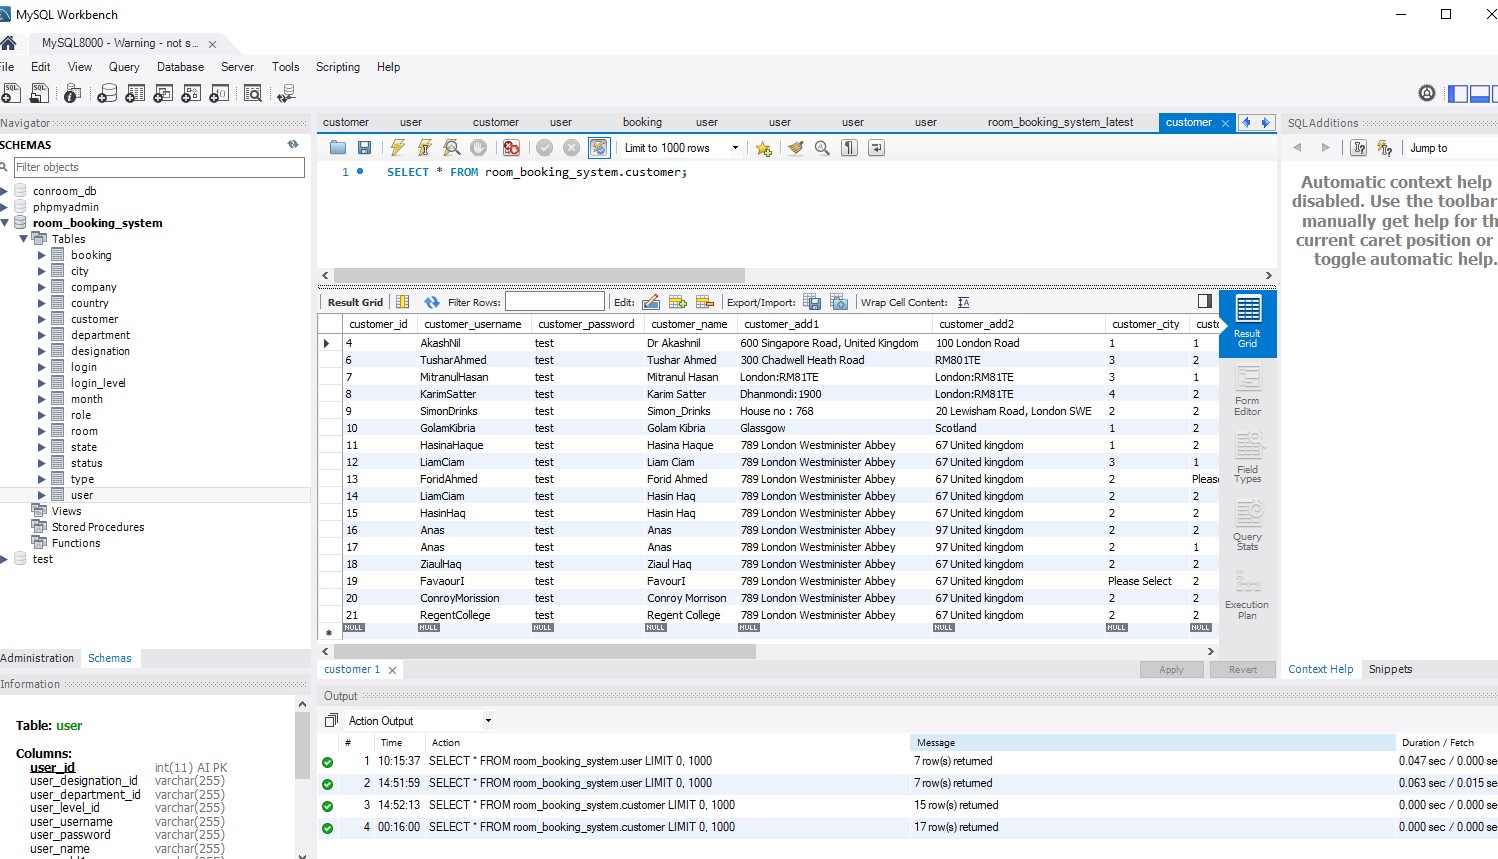 MySQL Workbench
MySQL8000 - Warning - not s...
File Edit View Query Database Server Tools Scripting Help
Navigator
SCHEMAS
Filter objects
conroom_db
phpmyadmin
room_booking_system
Tables
booking
city
company
country
customer
department
designation
login
login_level
month
role
room
state
status
type
user
Views
Stored Procedures
Functions
test
Administration Schemas
Information
Table: user
Columns:
user_id int(11) AI PK
user_designation_id varchar(255)
user_department_id varchar(255)
user_level_id varchar(255)
user_username varchar(255)
user_password varchar(255)
user_name varchar(255)
customer user customer user booking user user user user room_booking_system_latest customer
Limit to 1000 rows
1 SELECT * FROM room_booking_system.customer;
Result Grid Filter Rows: Edit: Export/Import: Wrap Cell Content:
customer_id customer_username customer_password customer_name customer_add1 customer_add2 customer_city custo
4 AkashNil test Dr Akashnil 600 Singapore Road, United Kingdom 100 London Road 1 1
6 TusharAhmed test Tushar Ahmed 300 Chadwell Heath Road RM801TE 3 2
7 MitranulHasan test Mitranul Hasan London:RM81TE London:RM81TE 3 1
8 KarimSatter test Karim Satter Dhanmondi:1900 London:RM81TE 4 2
9 SimonDrinks test Simon_Drinks House no : 768 20 Lewisham Road, London SWE 2 2
10 GolamKibria test Golam Kibria Glassgow Scotland 1 2
11 HasinaHaque test Hasina Haque 789 London Westminister Abbey 67 United kingdom 1 2
12 LiamCiam test Liam Ciam 789 London Westminister Abbey 67 United kingdom 3 1
13 ForidAhmed test Forid Ahmed 789 London Westminister Abbey 67 United kingdom 2 Please
14 LiamCiam test Hasin Haq 789 London Westminister Abbey 67 United kingdom 2 2
15 HasinHaq test Hasin Haq 789 London Westminister Abbey 67 United kingdom 2 2
16 Anas test Anas 789 London Westminister Abbey 97 United kingdom 2 2
17 Anas test Anas 789 London Westminister Abbey 97 United kingdom 2 1
18 ZiaulHaq test Ziaul Haq 789 London Westminister Abbey 67 United kingdom 2 2
19 FavaourI test FavourI 789 London Westminister Abbey 67 United kingdom Please Select 2
20 ConroyMorission test Conroy Morrison 789 London Westminister Abbey 67 United kingdom 2 2
21 RegentCollege test Regent College 789 London Westminister Abbey 67 United kingdom 2 2
NULL NULL NULL NULL NULL NULL NULL NULL
Result Grid
Form Editor
Field Types
Query Stats
Execution Plan
customer 1 Apply Revert
SQLAdditions
Jump to
Automatic context help
disabled. Use the toolbar
manually get help for th
current caret position or
toggle automatic help.
Context Help Snippets
Output
Action Output
# Time Action Message Duration / Fetch
1 10:15:37 SELECT * FROM room_booking_system.user LIMIT 0, 1000 7 row(s) returned 0.047 sec / 0.000 se
2 14:51:59 SELECT * FROM room_booking_system.user LIMIT 0, 1000 7 row(s) returned 0.063 sec / 0.015 se
3 14:52:13 SELECT * FROM room_booking_system.customer LIMIT 0, 1000 15 row(s) returned 0.000 sec / 0.000 se
4 00:16:00 SELECT * FROM room_booking_system.customer LIMIT 0, 1000 17 row(s) returned 0.000 sec / 0.000 se